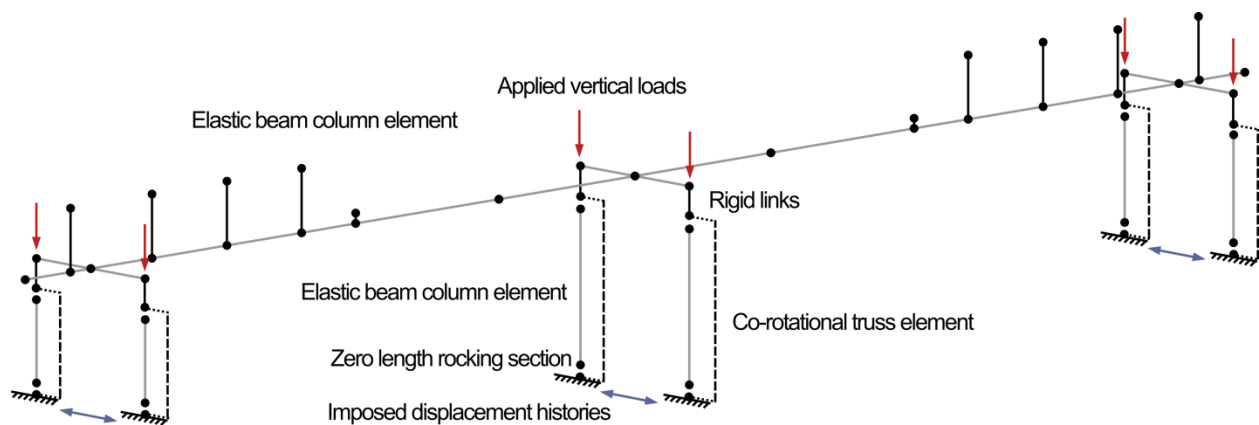 Applied vertical loads
Elastic beam column element
Rigid links
Elastic beam column element
Co-rotational truss element
Zero length rocking section
Imposed displacement histories